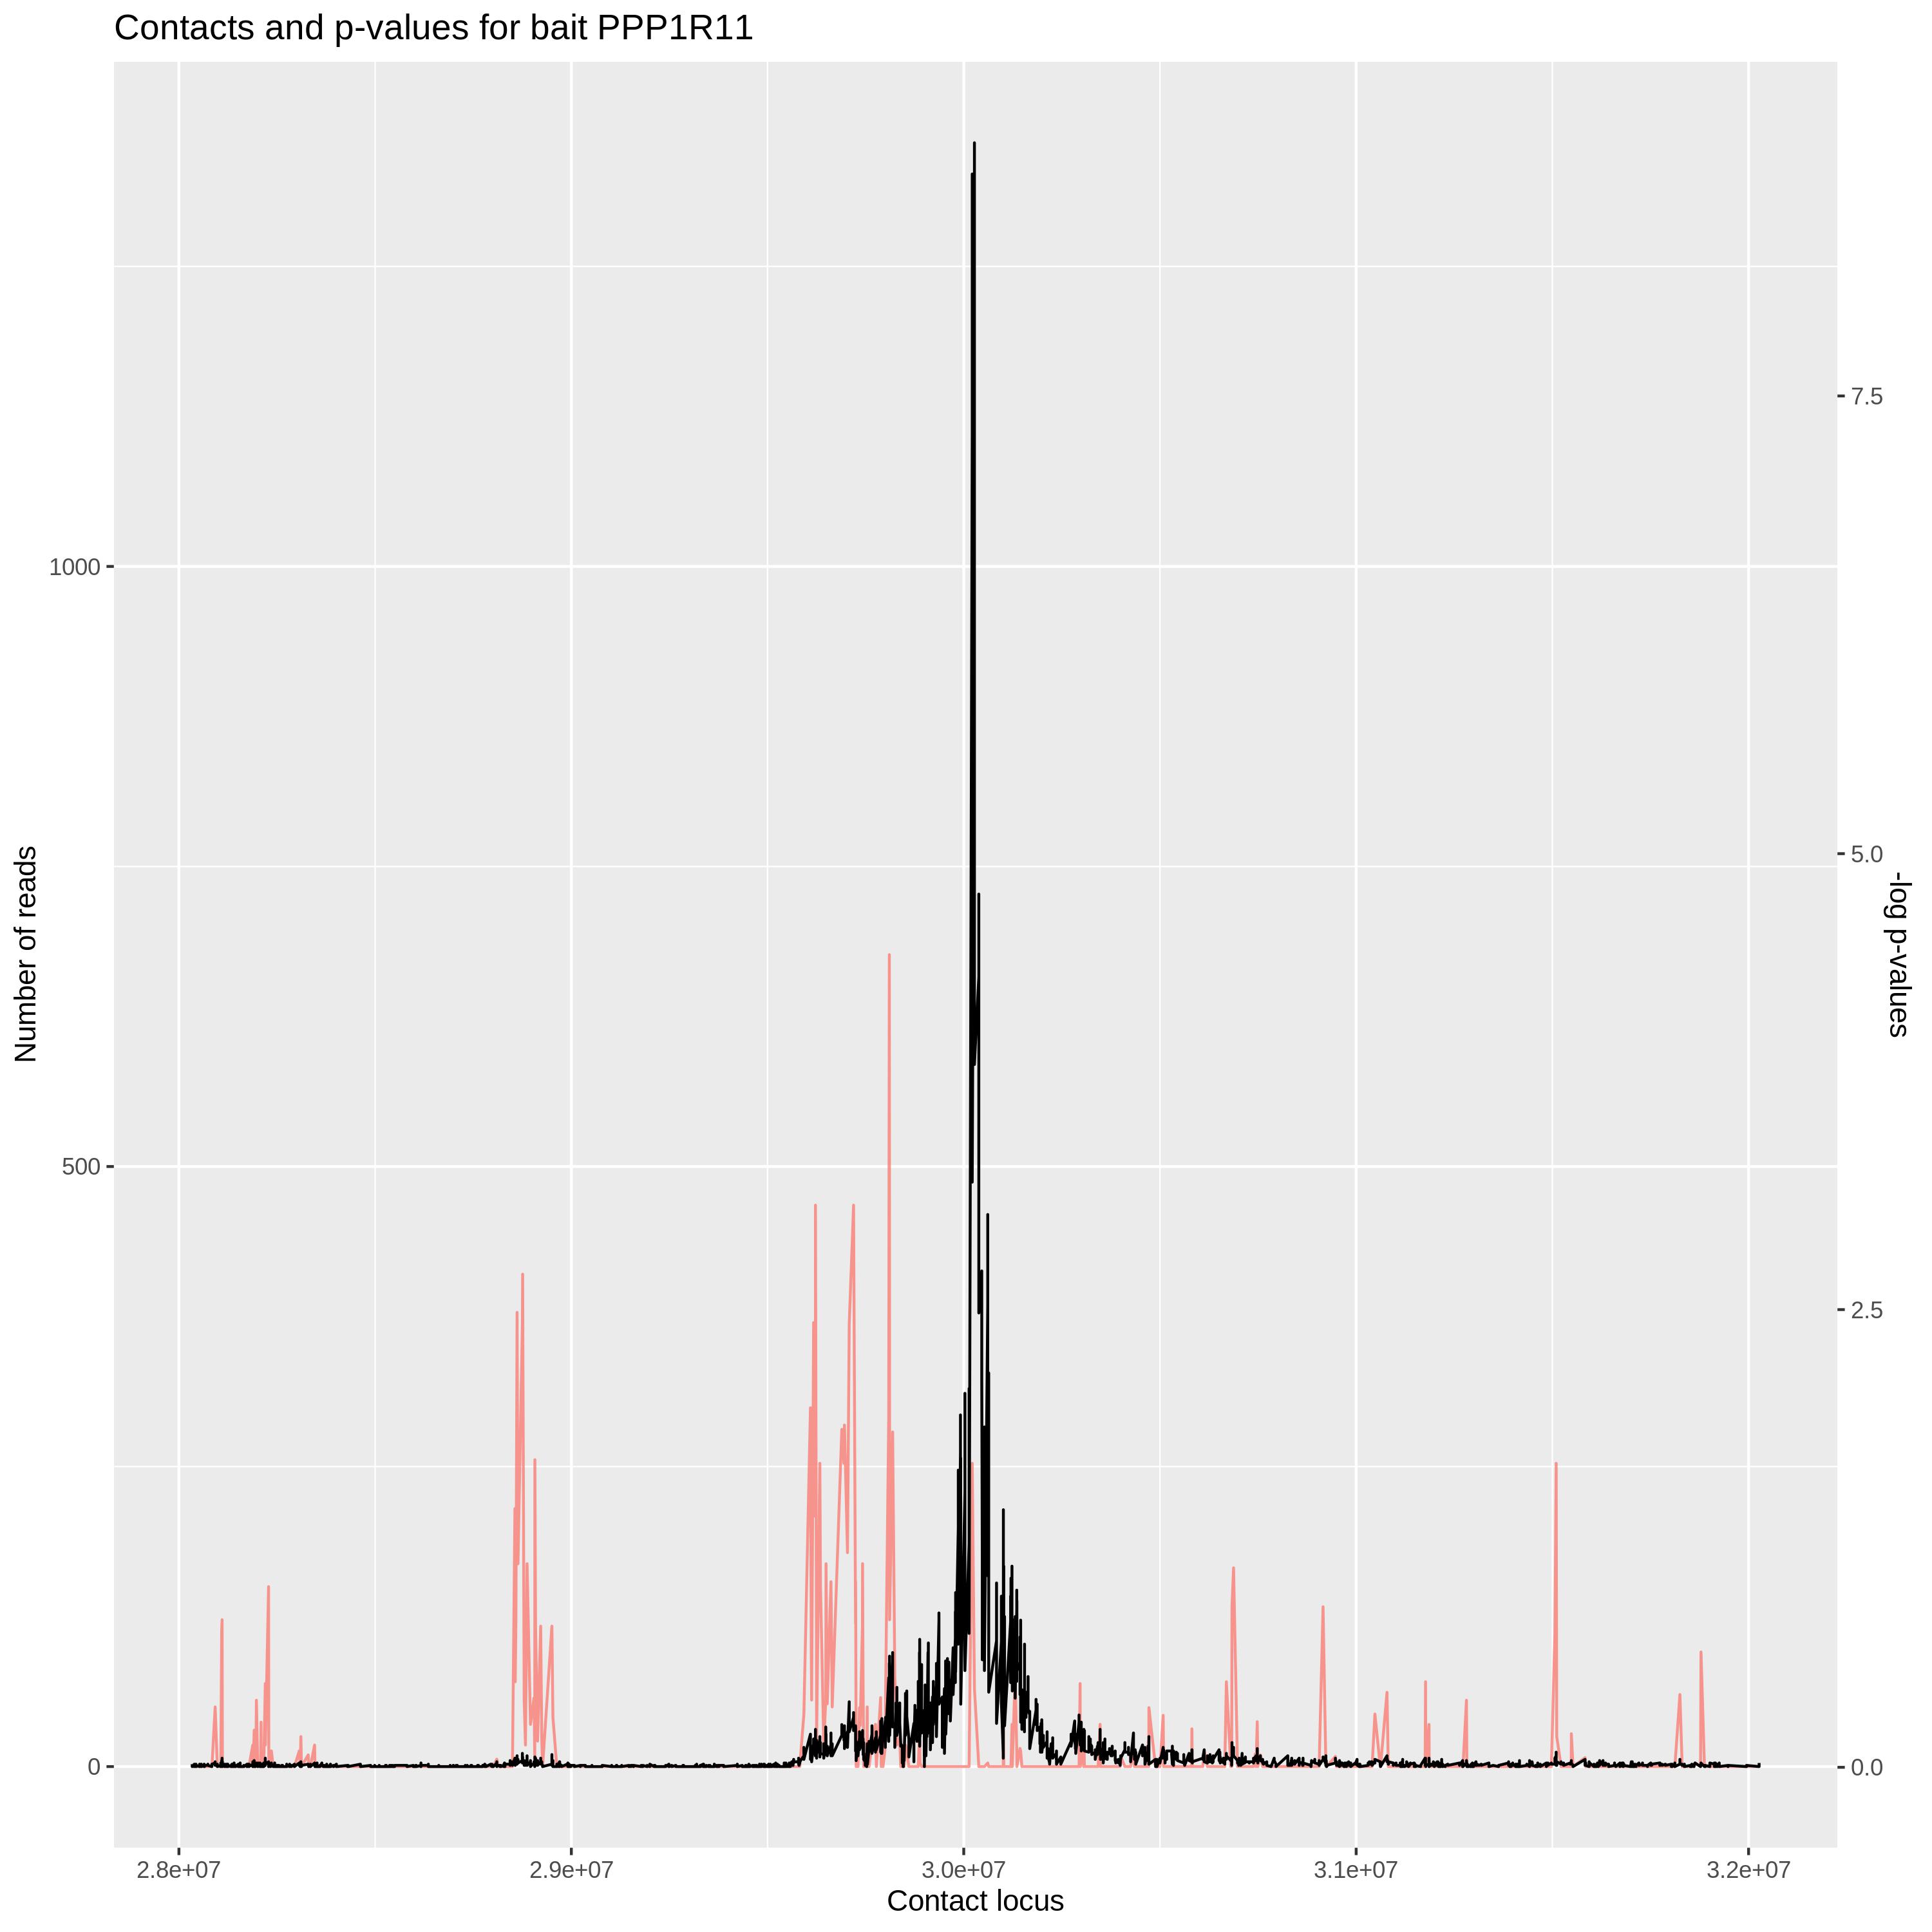 Contacts and p-values for bait PPP1R11
1000
500
0
Number of reads
7.5
5.0
2.5
0.0
-log p-values
2.8e+07
2.9e+07
3.0e+07
3.1e+07
3.2e+07
Contact locus